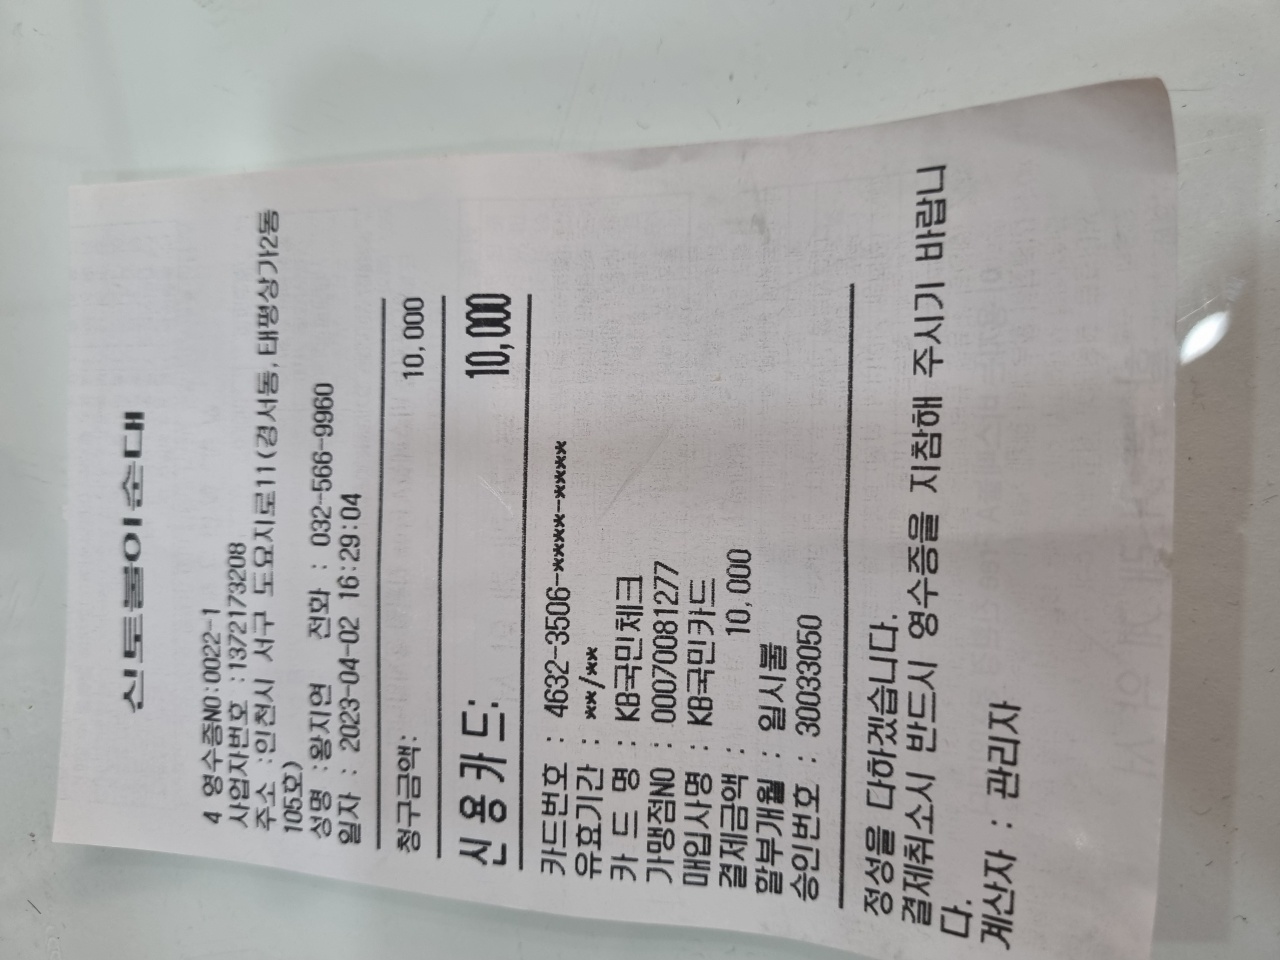 신토불이순대
4 영수증NO:0022-1
사업자번호 :1372173208
주소 :인천시 서구 도요지로11(경서동,태평상가2동
105호)
성명 :왕지연 전화 : 032-566-9960
일자 : 2023-04-02 16:29:04
청구금액: 10,000
신용카드: 10,000
카드번호 : 4632-3506-****-****
유효기간 : **/**
카 드 명 : KB국민체크
가맹점NO : 00070081277
매입사명 : KB국민카드
결제금액 : 10,000
할부개월 : 일시불
승인번호 : 30033050
정성을 다하겠습니다.
결제취소시 반드시 영수증을 지참해 주시기 바랍니
다.
계산자 : 관리자